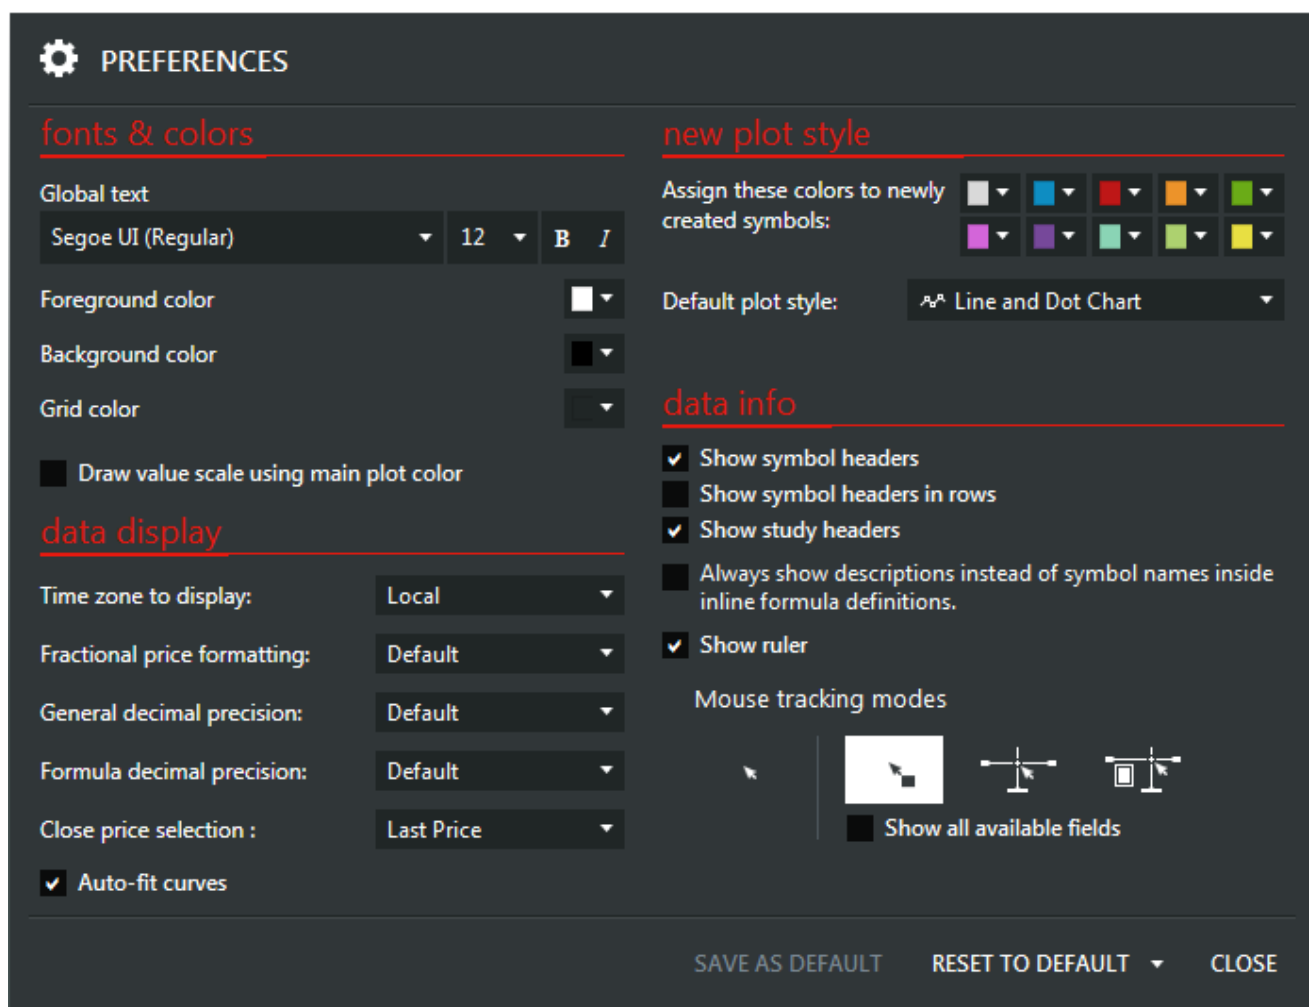 PREFERENCES
fonts & colors
Global text
Segoe UI (Regular)
12
B
I
Foreground color
Background color
Grid color
Draw value scale using main plot color
data display
Time zone to display:
Local
Fractional price formatting:
Default
General decimal precision:
Default
Formula decimal precision:
Default
Close price selection :
Last Price
Auto-fit curves
new plot style
Assign these colors to newly
created symbols:
Default plot style:
Line and Dot Chart
data info
Show symbol headers
Show symbol headers in rows
Show study headers
Always show descriptions instead of symbol names inside
inline formula definitions.
Show ruler
Mouse tracking modes
Show all available fields
SAVE AS DEFAULT
RESET TO DEFAULT
CLOSE